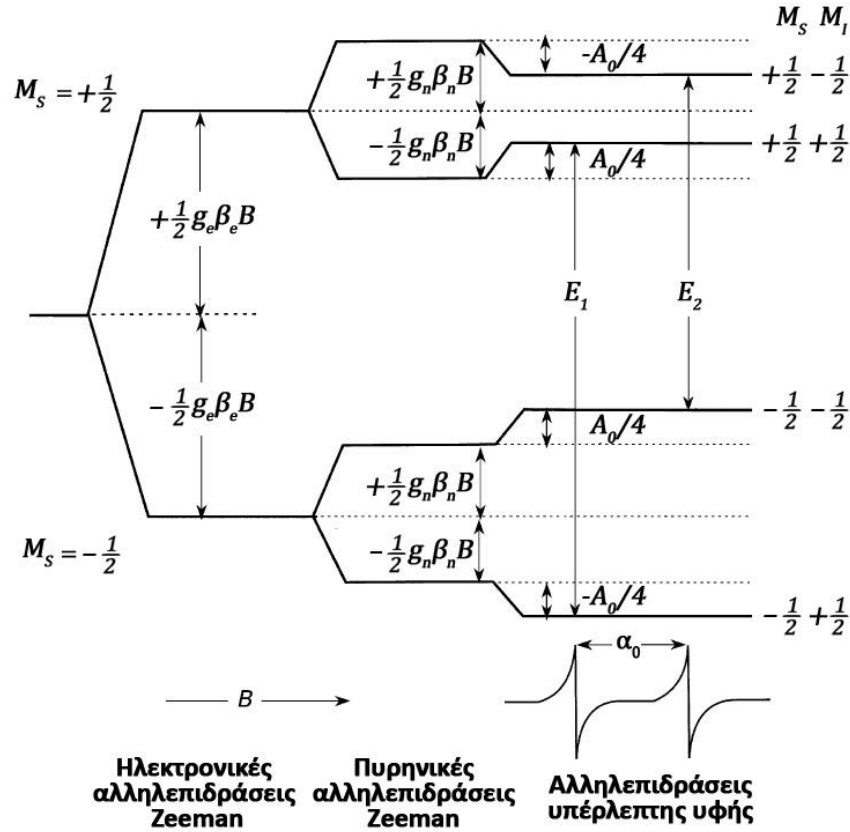 M_S M_I
-A_0/4
M_S = +1/2
+1/2 g_n β_n B
+1/2 -1/2
-1/2 g_n β_n B
A_0/4
+1/2 +1/2
+1/2 g_e β_e B
E_1
E_2
-1/2 g_e β_e B
A_0/4
-1/2 -1/2
+1/2 g_n β_n B
M_S = -1/2
-1/2 g_n β_n B
-A_0/4
-1/2 +1/2
α_0
B
Ηλεκτρονικές
αλληλεπιδράσεις
Zeeman
Πυρηνικές
αλληλεπιδράσεις
Zeeman
Αλληλεπιδράσεις
υπέρλεπτης υφής